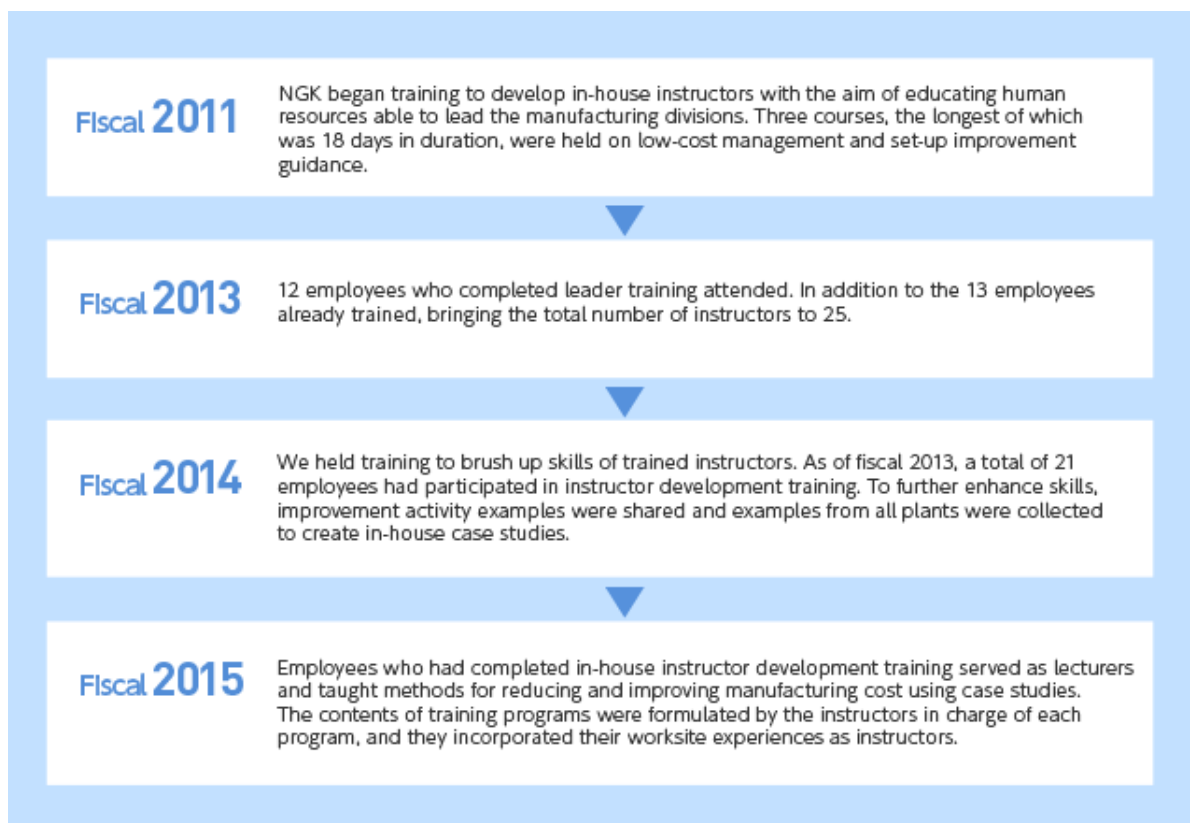 Fiscal 2011
NGK began training to develop in-house instructors with the aim of educating human
resources able to lead the manufacturing divisions. Three courses, the longest of which
was 18 days in duration, were held on low-cost management and set-up improvement
guidance.
Fiscal 2013
12 employees who completed leader training attended. In addition to the 13 employees
already trained, bringing the total number of instructors to 25.
Fiscal 2014
We held training to brush up skills of trained instructors. As of fiscal 2013, a total of 21
employees had participated in instructor development training. To further enhance skills,
improvement activity examples were shared and examples from all plants were collected
to create in-house case studies.
Fiscal 2015
Employees who had completed in-house instructor development training served as lecturers
and taught methods for reducing and improving manufacturing cost using case studies.
The contents of training programs were formulated by the instructors in charge of each
program, and they incorporated their worksite experiences as instructors.